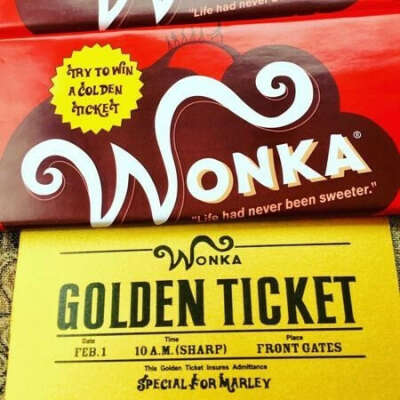 "Life had never
TRY TO WIN
A GOLDEN
TICKET
WONKA®
"Life had never been sweeter."
WONKA
GOLDEN TICKET
Date Time Place
FEB. 1 10 A.M. (SHARP) FRONT GATES
This Golden Ticket Insures Admittance
SPECIAL FOR MARLEY